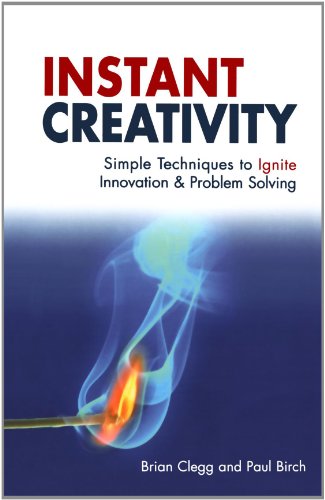 INSTANT
CREATIVITY
Simple Techniques to Ignite
Innovation & Problem Solving
Brian Clegg and Paul Birch